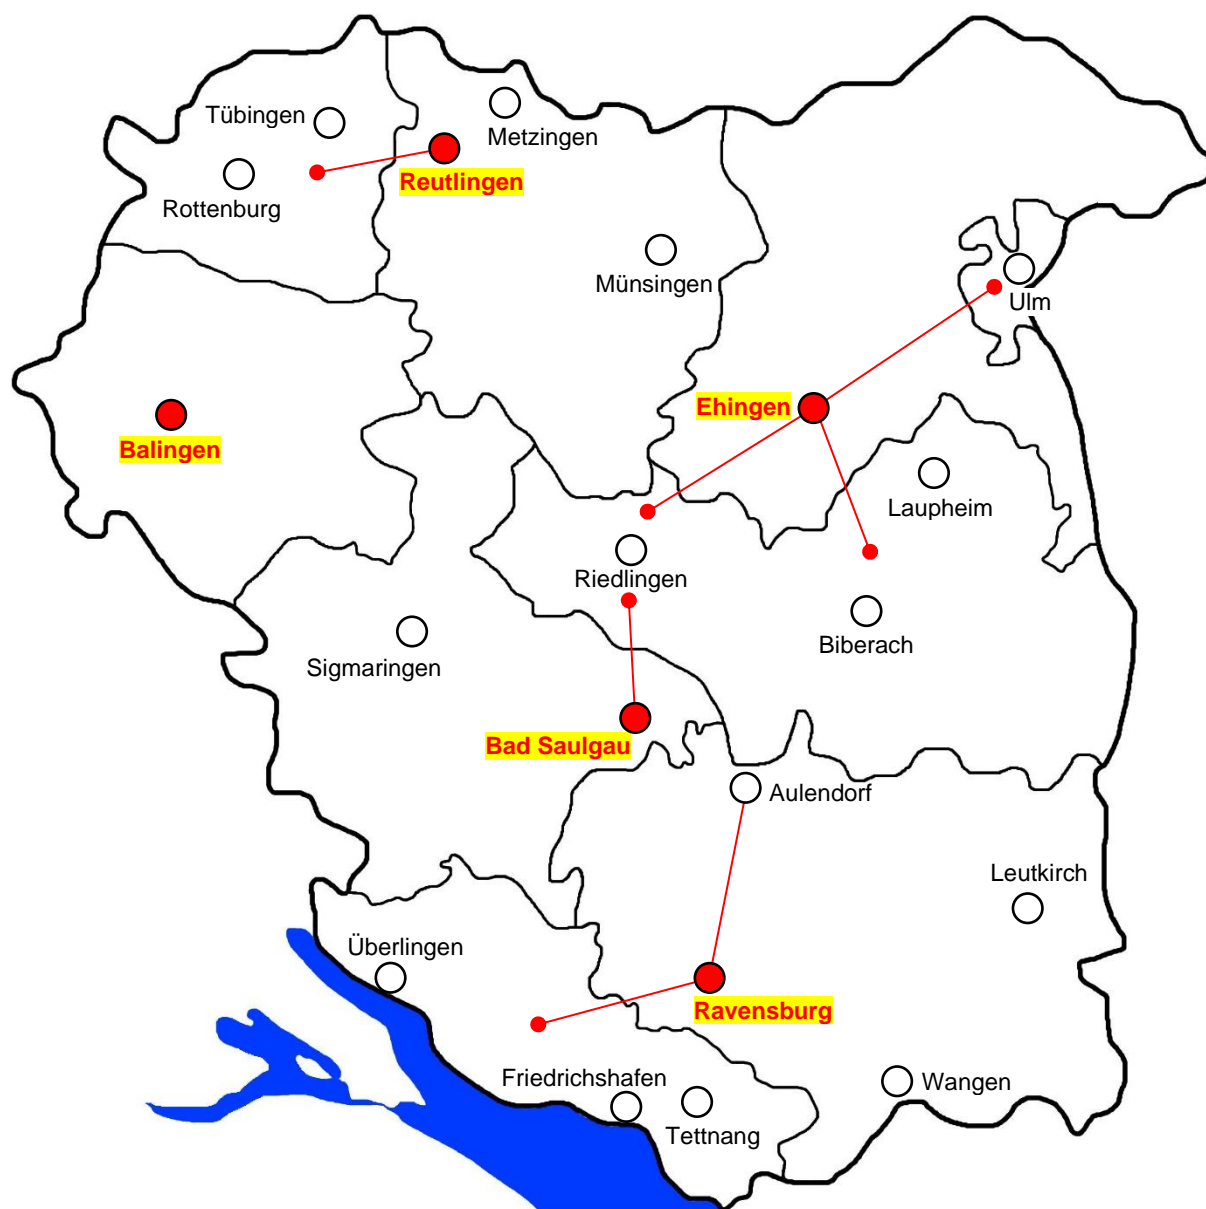 Tübingen
Metzingen
Reutlingen
Rottenburg
Münsingen
Ulm
Ehingen
Balingen
Laupheim
Riedlingen
Biberach
Sigmaringen
Bad Saulgau
Aulendorf
Leutkirch
Überlingen
Ravensburg
Friedrichshafen
Wangen
Tettnang